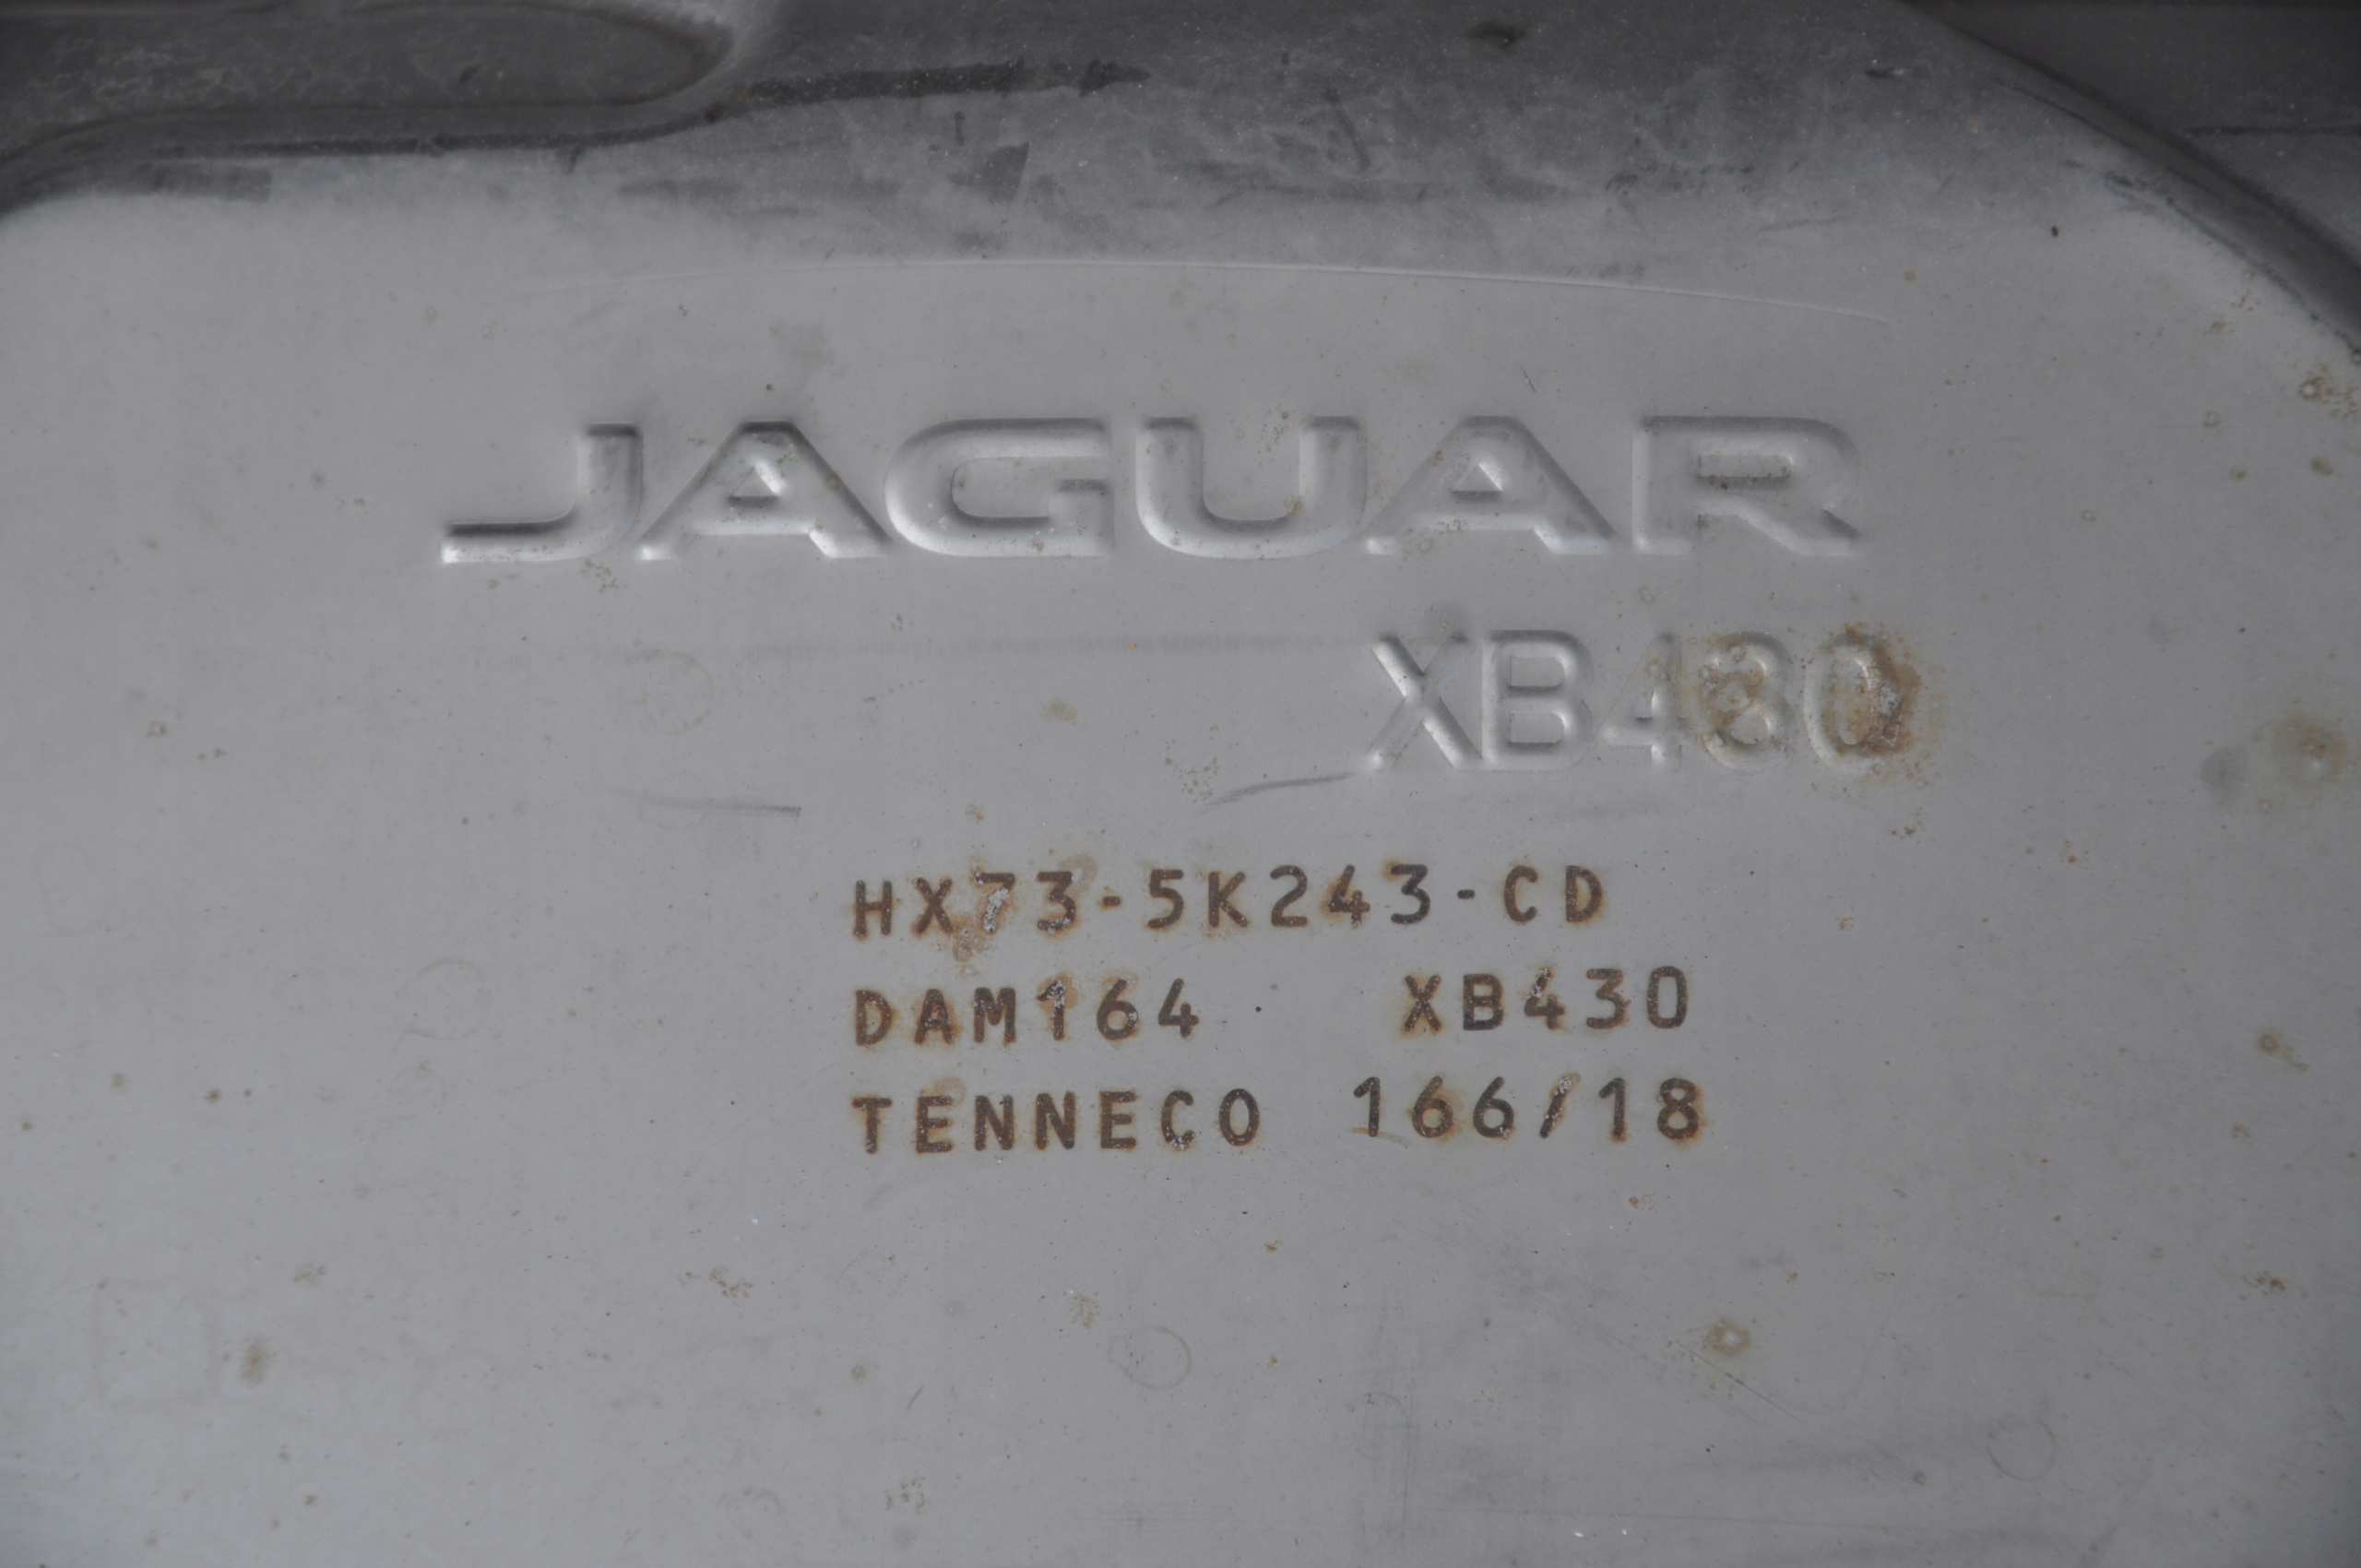 JAGUAR
XB430
HX73-5K243-CD
DAM164 XB430
TENNECO 166/18